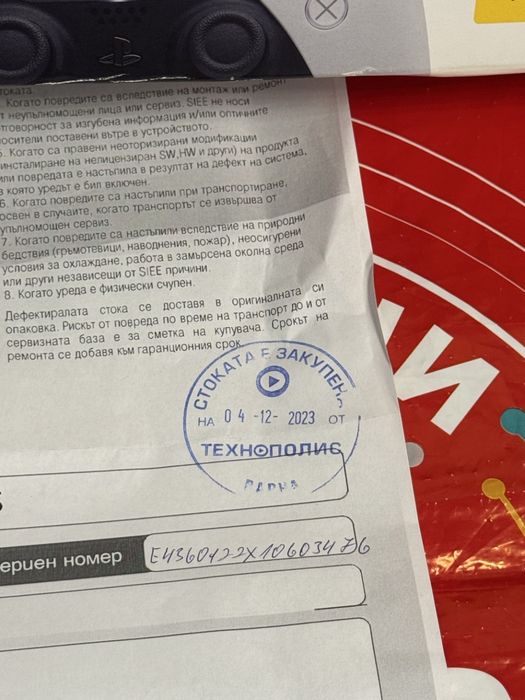 стоката.
. Когато повредите са вследствие на монтаж или ремонт
т неупълномощени лица или сервиз. SIEE не носи
тговорност за изгубена информация и/или оптичните
носители поставени вътре в устройството.
5. Когато са правени неоторизирани модификации
(инсталиране на нелицензиран SW,HW и други) на продукта
или повредата е настъпила в резултат на дефект на система,
в която уредът е бил включен.
6. Когато повредите са настъпили при транспортиране,
освен в случаите, когато транспортът се извършва от
упълномощен сервиз.
7. Когато повредите са настъпили вследствие на природни
бедствия (гръмотевици, наводнения, пожар), неосигурени
условия за охлаждане, работа в замърсена околна среда
или други независещи от SIEE причини.
8. Когато уреда е физически счупен.
Дефектиралата стока се доставя в оригиналната си
опаковка. Рискът от повреда по време на транспорт до и от
сервизната база е за сметка на купувача. Срокът на
ремонта се добавя към гаранционния срок.
СТОКАТА Е ЗАКУПЕНА
НА 04 -12- 2023 ОТ
ТЕХНОПОЛИС
ВАРНА
ериен номер